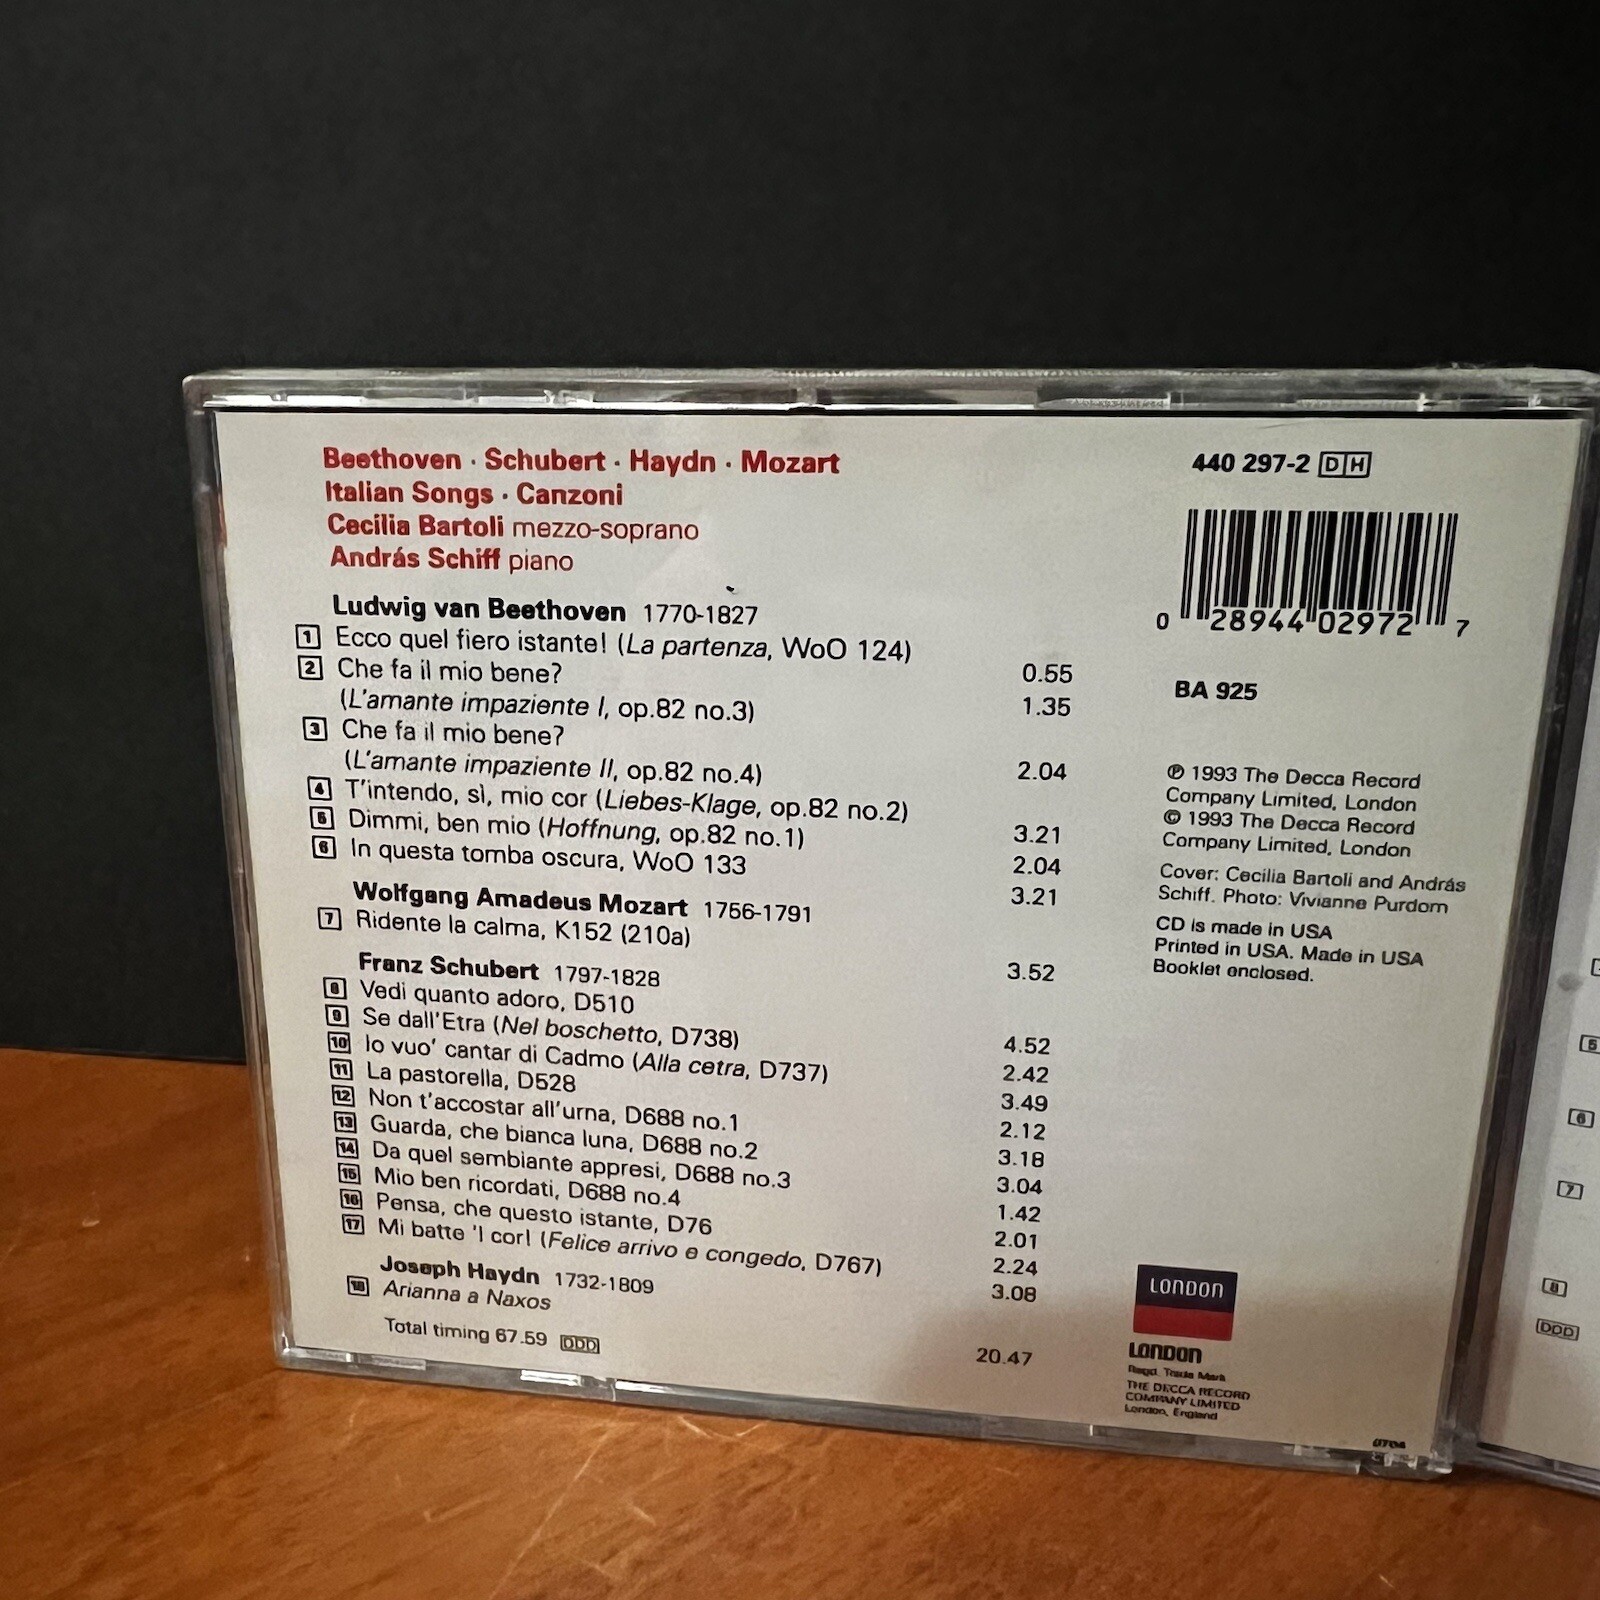 Beethoven · Schubert · Haydn · Mozart
Italian Songs · Canzoni
Cecilia Bartoli mezzo-soprano
András Schiff piano
Ludwig van Beethoven 1770-1827
1 Ecco quel fiero istante! (La partenza, WoO 124) 0.55
2 Che fa il mio bene?
(L'amante impaziente I, op.82 no.3) 1.35
3 Che fa il mio bene?
(L'amante impaziente II, op.82 no.4) 2.04
4 T'intendo, sì, mio cor (Liebes-Klage, op.82 no.2) 3.21
5 Dimmi, ben mio (Hoffnung, op.82 no.1) 2.04
6 In questa tomba oscura, WoO 133 3.21
Wolfgang Amadeus Mozart 1756-1791
7 Ridente la calma, K152 (210a) 3.52
Franz Schubert 1797-1828
8 Vedi quanto adoro, D510 4.52
9 Se dall'Etra (Nel boschetto, D738) 2.42
10 Io vuo' cantar di Cadmo (Alla cetra, D737) 3.49
11 La pastorella, D528 2.12
12 Non t'accostar all'urna, D688 no.1 3.18
13 Guarda, che bianca luna, D688 no.2 3.04
14 Da quel sembiante appresi, D688 no.3 1.42
15 Mio ben ricordati, D688 no.4 2.01
16 Pensa, che questo istante, D76 2.24
17 Mi batte 'l cor! (Felice arrivo e congedo, D767) 3.08
Joseph Haydn 1732-1809
18 Arianna a Naxos 20.47
Total timing 67.59 DDD
440 297-2 DH
0 28944 02972 7
BA 925
℗ 1993 The Decca Record
Company Limited, London
© 1993 The Decca Record
Company Limited, London
Cover: Cecilia Bartoli and András
Schiff. Photo: Vivianne Purdom
CD is made in USA
Printed in USA. Made in USA
Booklet enclosed.
LONDON
LONDON
Regd. Trade Mark
THE DECCA RECORD
COMPANY LIMITED
London, England
0704
5
6
7
8
DDD